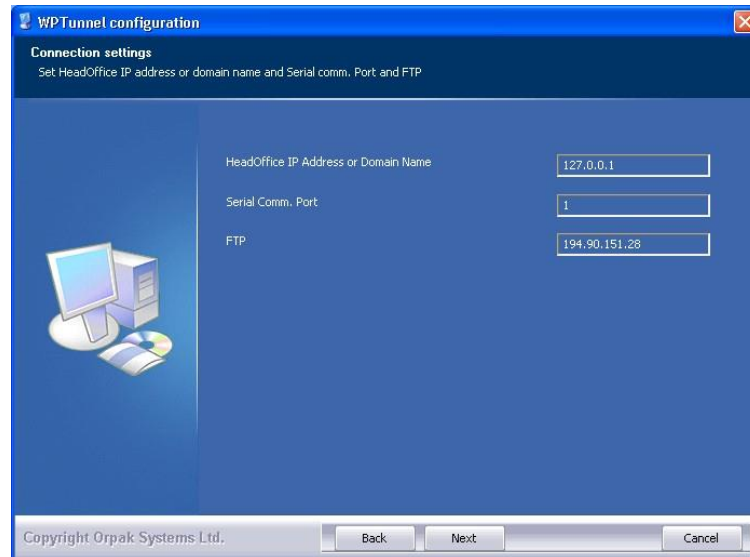 WPTunnel configuration
Connection settings
Set HeadOffice IP address or domain name and Serial comm. Port and FTP
HeadOffice IP Address or Domain Name 127.0.0.1
Serial Comm. Port 1
FTP 194.90.151.28
Copyright Orpak Systems Ltd. Back Next Cancel